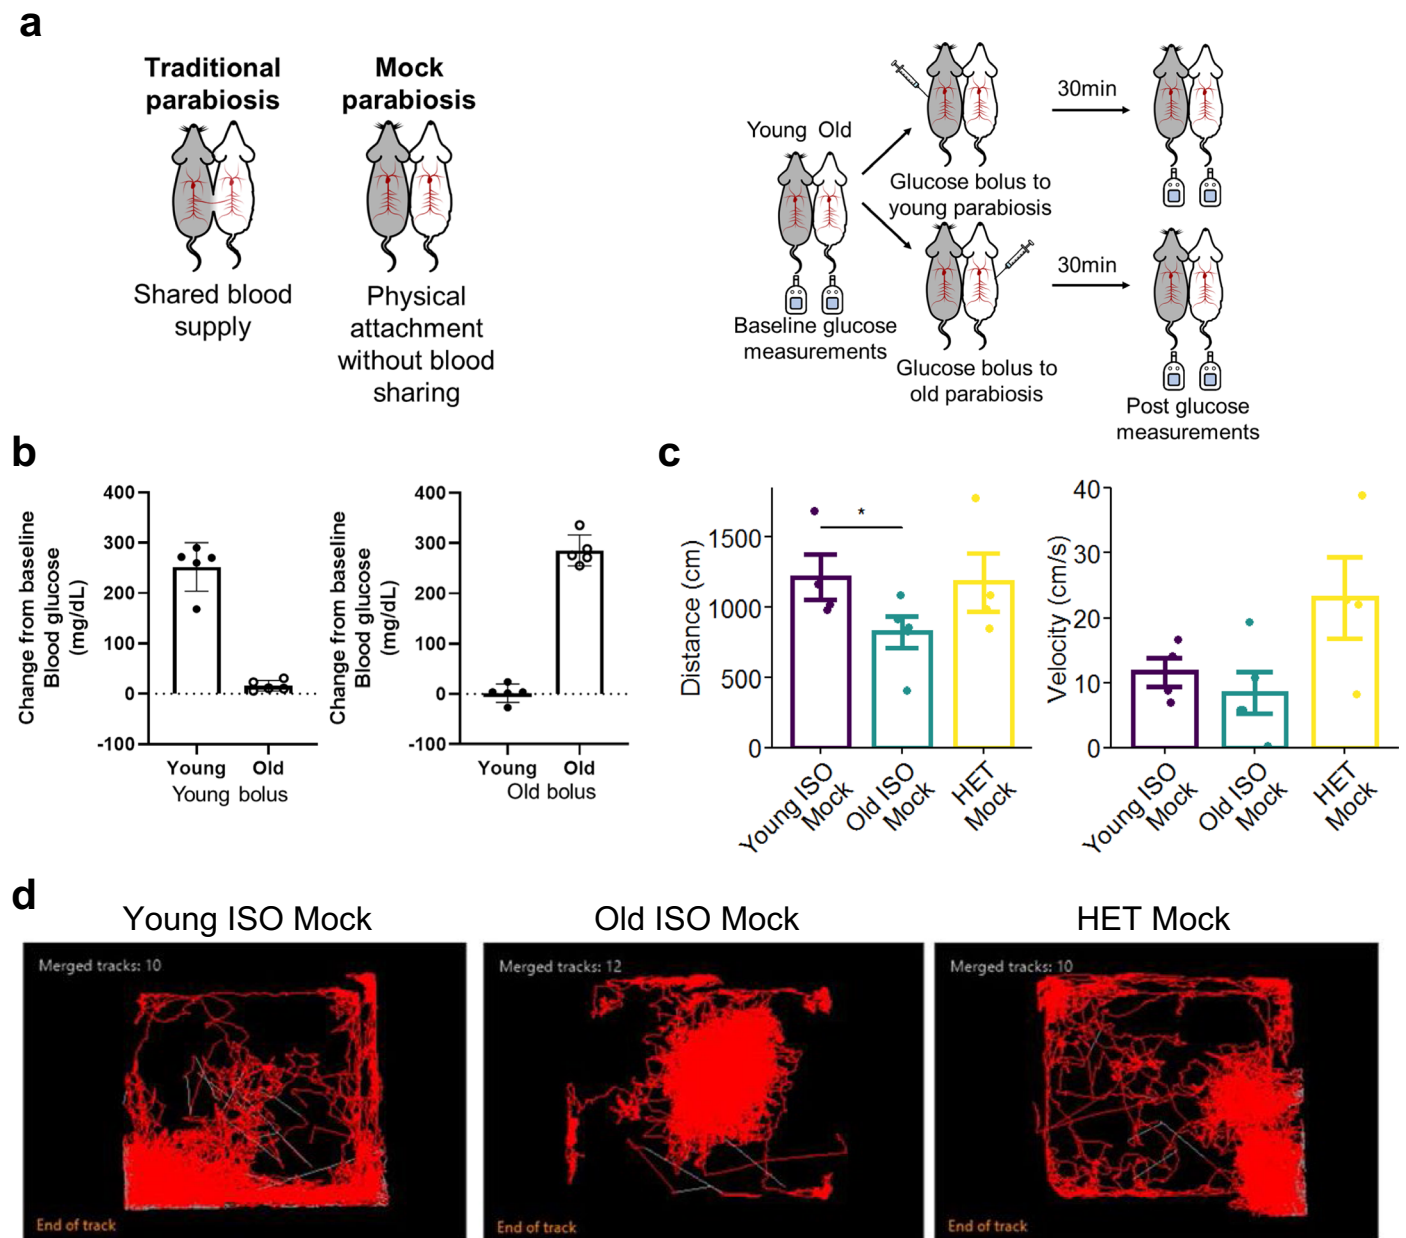 a
Traditional
parabiosis
Shared blood
supply
Mock
parabiosis
Physical
attachment
without blood
sharing
Young Old
Baseline glucose
measurements
Glucose bolus to
young parabiosis
30min
Glucose bolus to
old parabiosis
30min
Post glucose
measurements
b
Change from baseline
Blood glucose
(mg/dL)
400
300
200
100
0
-100
Young Old
Young bolus
Change from baseline
Blood glucose
(mg/dL)
400
300
200
100
0
-100
Young Old
Old bolus
c
Distance (cm)
1500
1000
500
0
*
Young ISO
Mock
Old ISO
Mock
HET
Mock
Velocity (cm/s)
40
30
20
10
0
Young ISO
Mock
Old ISO
Mock
HET
Mock
d
Young ISO Mock
Merged tracks: 10
End of track
Old ISO Mock
Merged tracks: 12
End of track
HET Mock
Merged tracks: 10
End of track